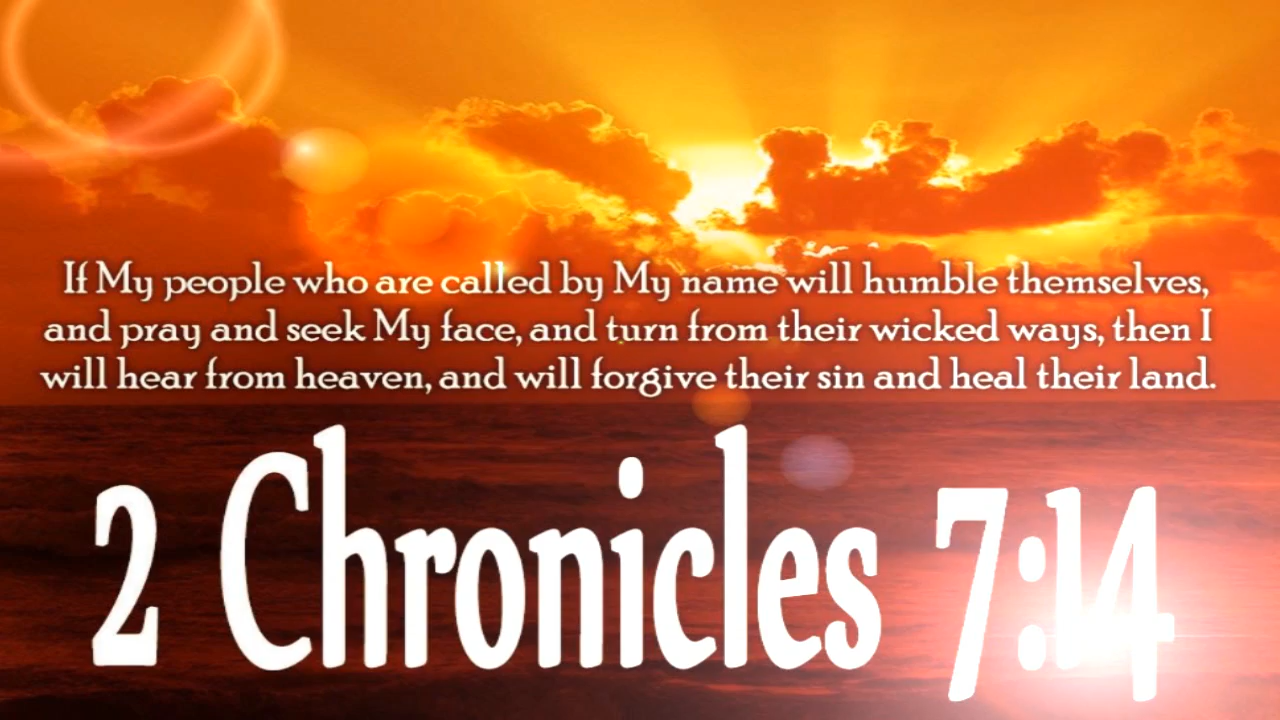 If My people who are called by My name will humble themselves,
and pray and seek My face, and turn from their wicked ways, then I
will hear from heaven, and will forgive their sin and heal their land.
2 Chronicles 7:14